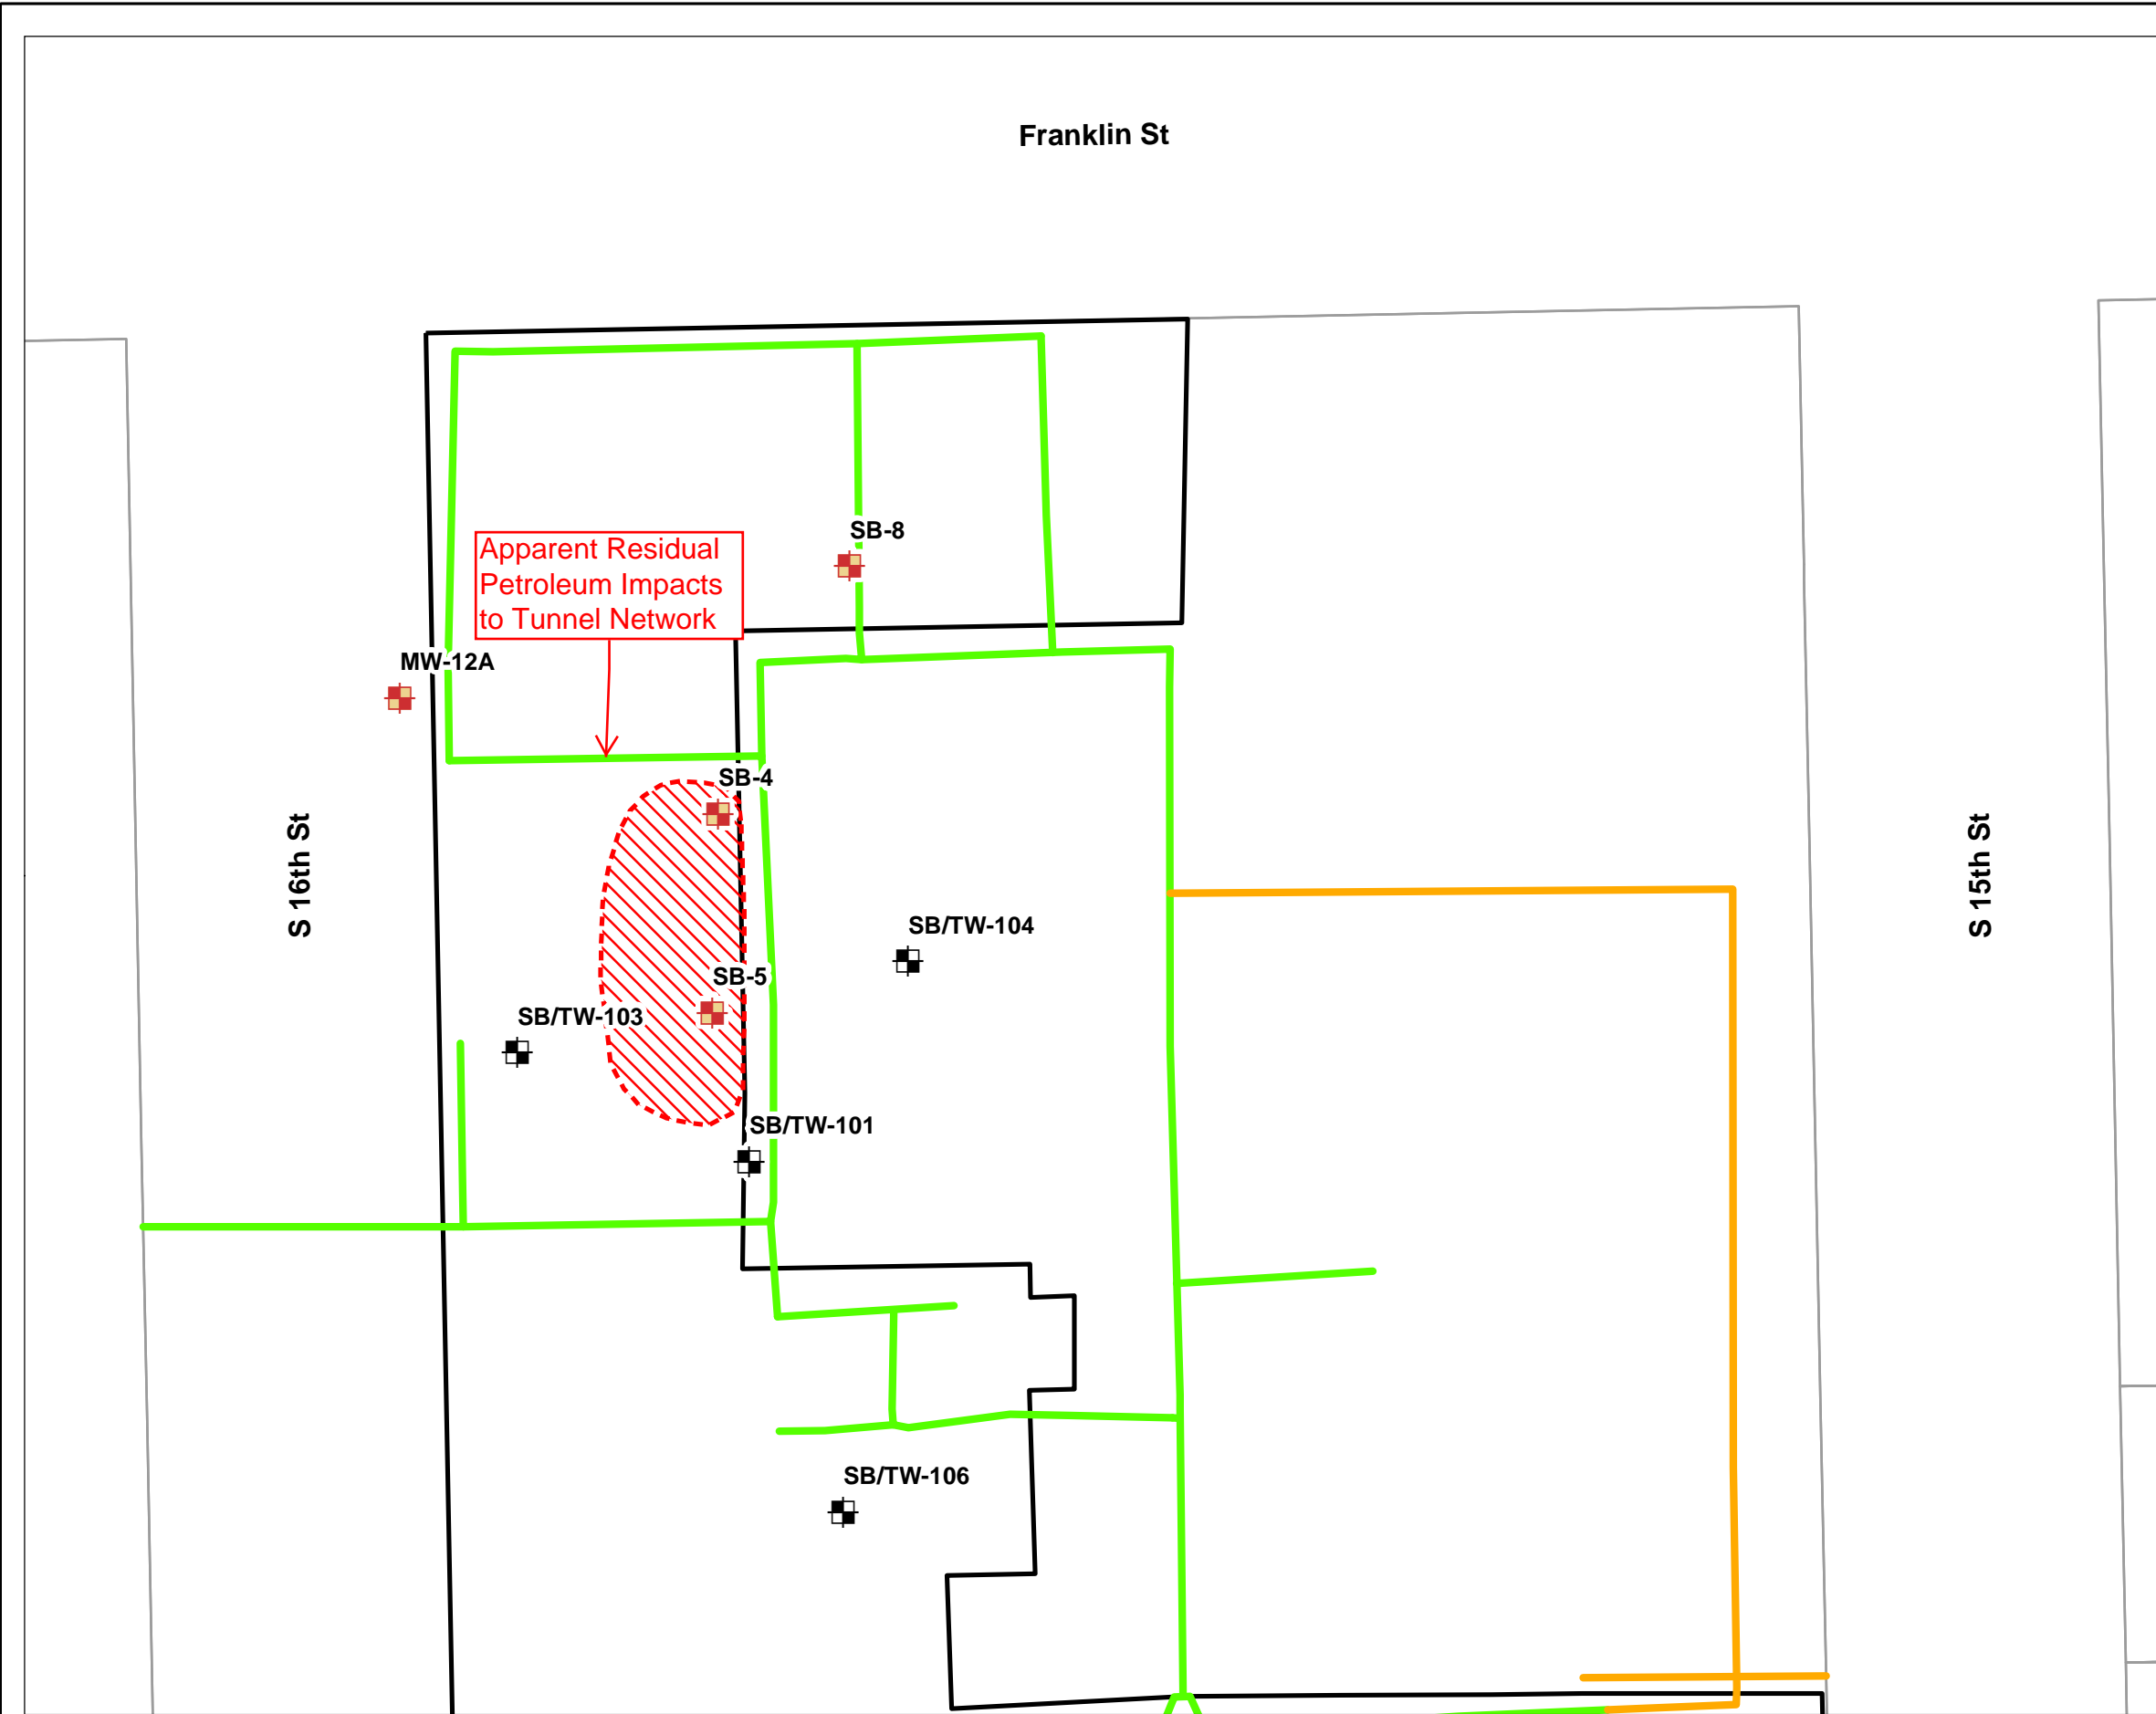 Franklin St
SB-8
Apparent Residual
Petroleum Impacts
to Tunnel Network
MW-12A
SB-4
S 16th St
S 15th St
SB/TW-104
SB-5
SB/TW-103
SB/TW-101
SB/TW-106